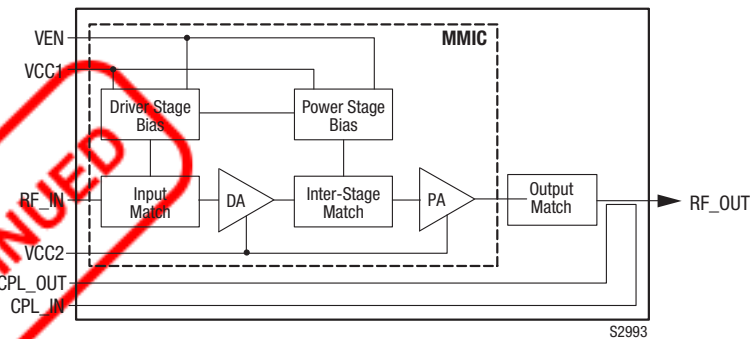 VEN
MMIC
VCC1
Driver Stage
Bias
Power Stage
Bias
RF_IN
Input
Match
DA
Inter-Stage
Match
PA
Output
Match
RF_OUT
VCC2
CPL_OUT
CPL_IN
S2993
NUED